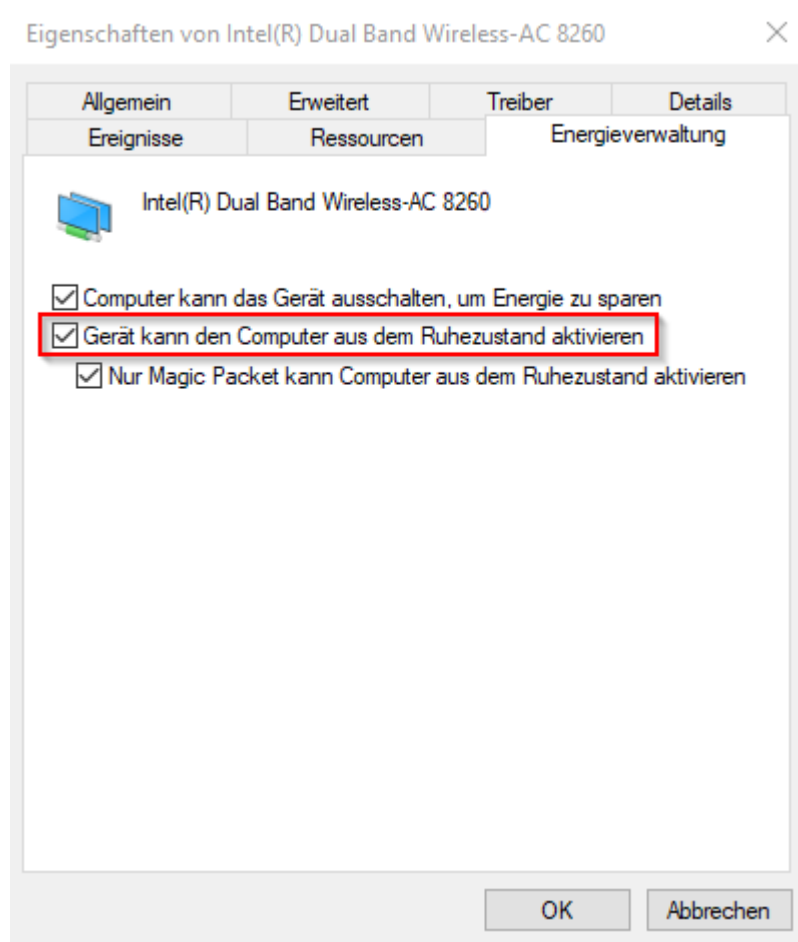 Eigenschaften von Intel(R) Dual Band Wireless-AC 8260
Allgemein Erweitert Treiber Details
Ereignisse Ressourcen Energieverwaltung
Intel(R) Dual Band Wireless-AC 8260
Computer kann das Gerät ausschalten, um Energie zu sparen
Gerät kann den Computer aus dem Ruhezustand aktivieren
Nur Magic Packet kann Computer aus dem Ruhezustand aktivieren
OK Abbrechen